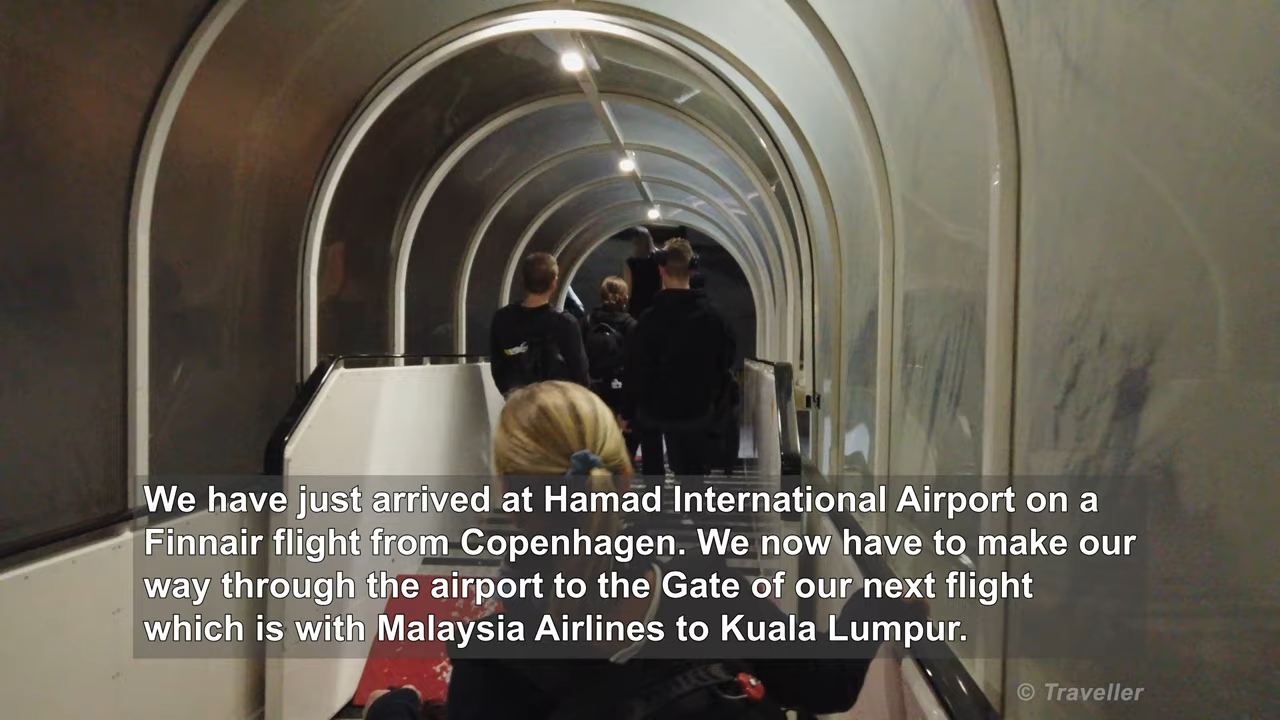 We have just arrived at Hamad International Airport on a
Finnair flight from Copenhagen. We now have to make our
way through the airport to the Gate of our next flight
which is with Malaysia Airlines to Kuala Lumpur.
© Traveller